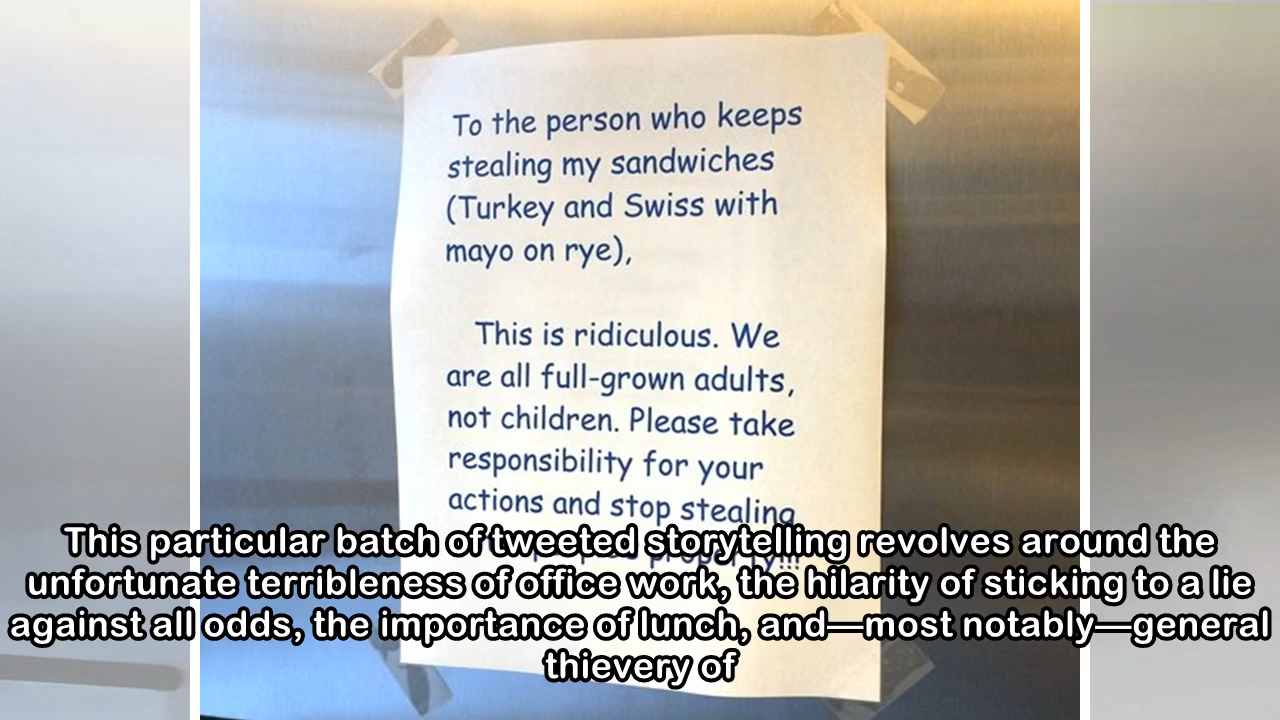 To the person who keeps
stealing my sandwiches
(Turkey and Swiss with
mayo on rye),
This is ridiculous. We
are all full-grown adults,
not children. Please take
responsibility for your
actions and stop stealing
This particular batch of tweeted storytelling revolves around the
unfortunate terribleness of office work, the hilarity of sticking to a lie
against all odds, the importance of lunch, and—most notably—general
thievery of